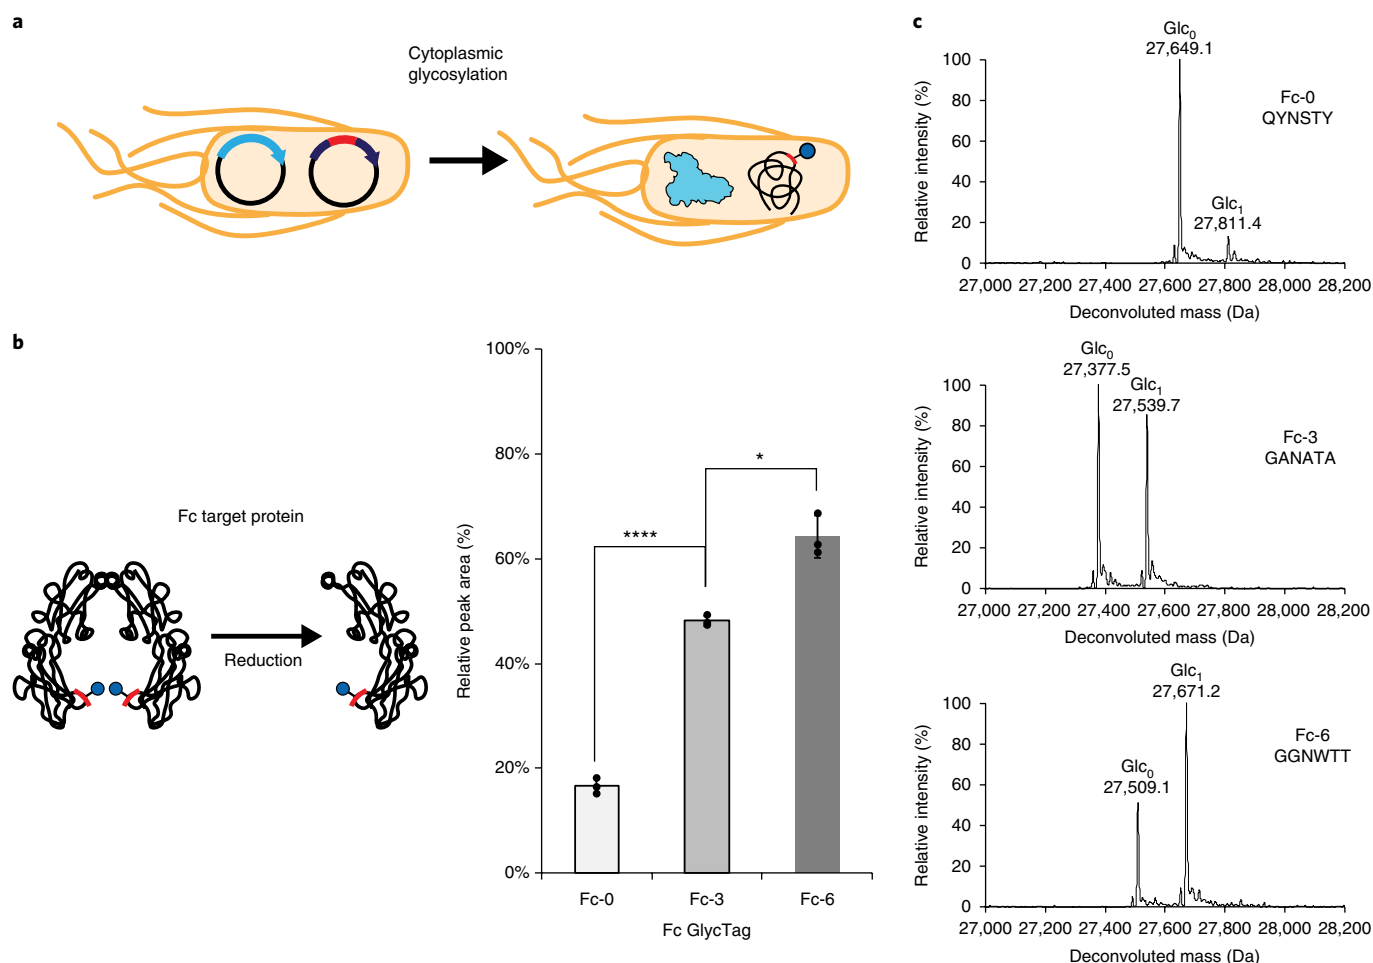 a
Cytoplasmic
glycosylation
b
Fc target protein
Reduction
Relative peak area (%)
100%
80%
60%
40%
20%
0%
****
*
Fc-0 Fc-3 Fc-6
Fc GlycTag
c
Relative intensity (%)
100
80
60
40
20
0
Glc0
27,649.1
Glc1
27,811.4
Fc-0
QYNSTY
27,000 27,200 27,400 27,600 27,800 28,000 28,200
Deconvoluted mass (Da)
Relative intensity (%)
100
80
60
40
20
0
Glc0
27,377.5
Glc1
27,539.7
Fc-3
GANATA
27,000 27,200 27,400 27,600 27,800 28,000 28,200
Deconvoluted mass (Da)
Relative intensity (%)
100
80
60
40
20
0
Glc1
27,671.2
Glc0
27,509.1
Fc-6
GGNWTT
27,000 27,200 27,400 27,600 27,800 28,000 28,200
Deconvoluted mass (Da)